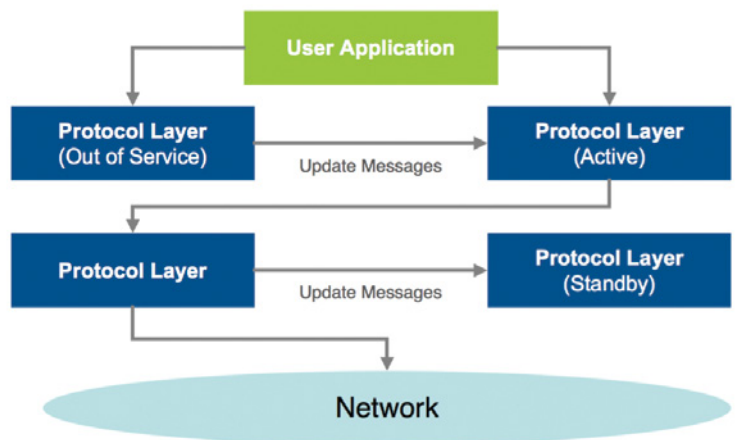 User Application
Protocol Layer
(Out of Service)
Update Messages
Protocol Layer
(Active)
Protocol Layer
Update Messages
Protocol Layer
(Standby)
Network